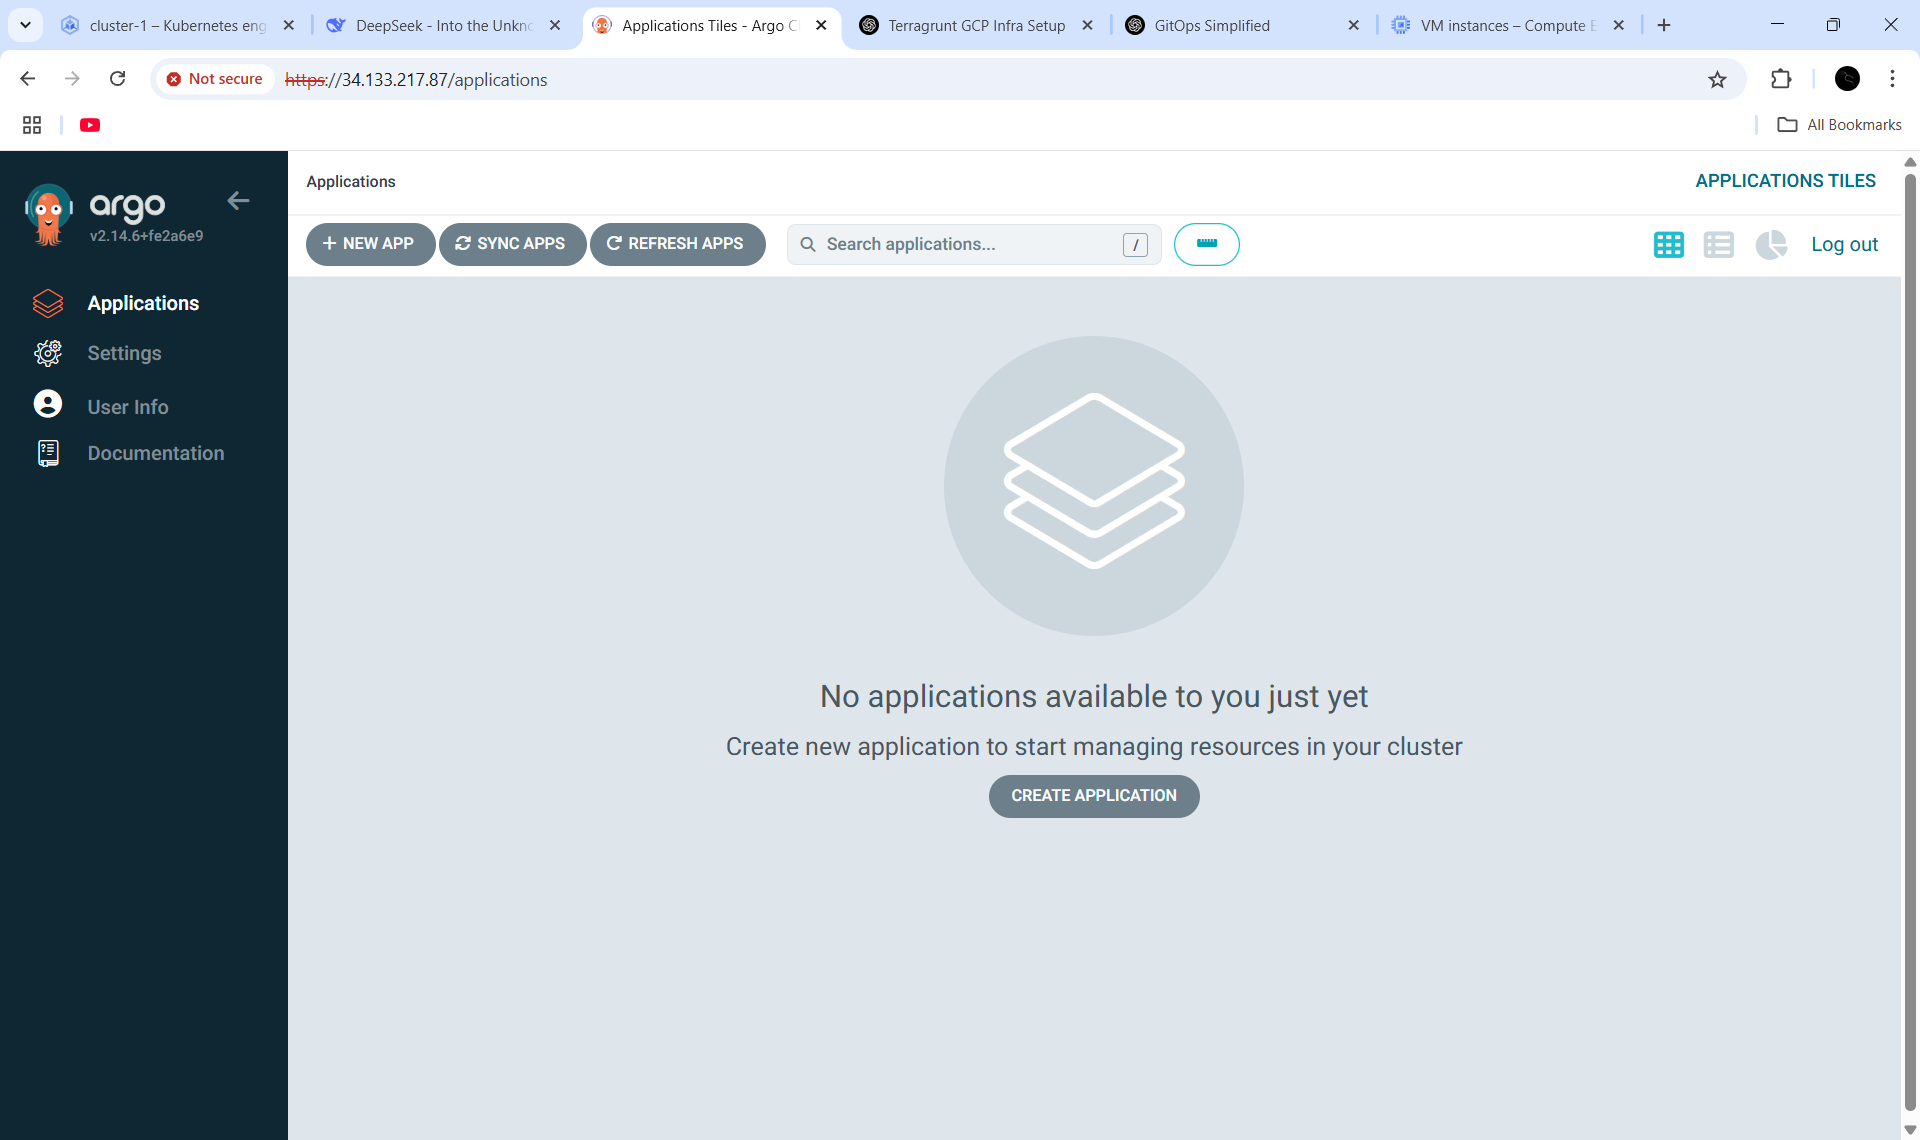 cluster-1 – Kubernetes eng
DeepSeek - Into the Unkno
Applications Tiles - Argo C
Terragrunt GCP Infra Setup
GitOps Simplified
VM instances – Compute E
Not secure
https://34.133.217.87/applications
All Bookmarks
argo
v2.14.6+fe2a6e9
Applications
Settings
User Info
Documentation
Applications
APPLICATIONS TILES
+ NEW APP
SYNC APPS
REFRESH APPS
Search applications...
/
Log out
No applications available to you just yet
Create new application to start managing resources in your cluster
CREATE APPLICATION